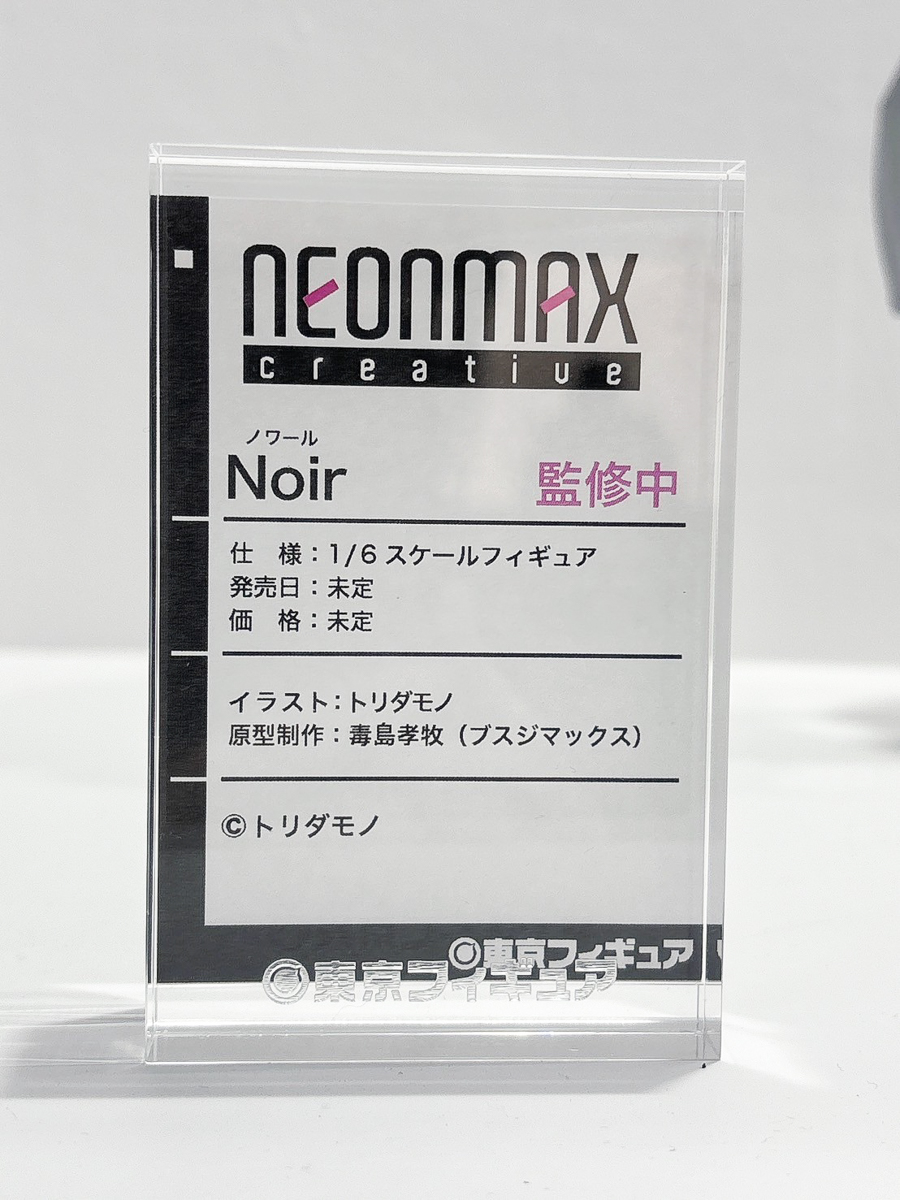 NEONMAX
creative
ノワール
Noir
監修中
仕　様：1/6 スケールフィギュア
発売日：未定
価　格：未定
イラスト：トリダモノ
原型制作：毒島孝牧（ブスジマックス）
©トリダモノ
東京フィギュア
東京フィギュア